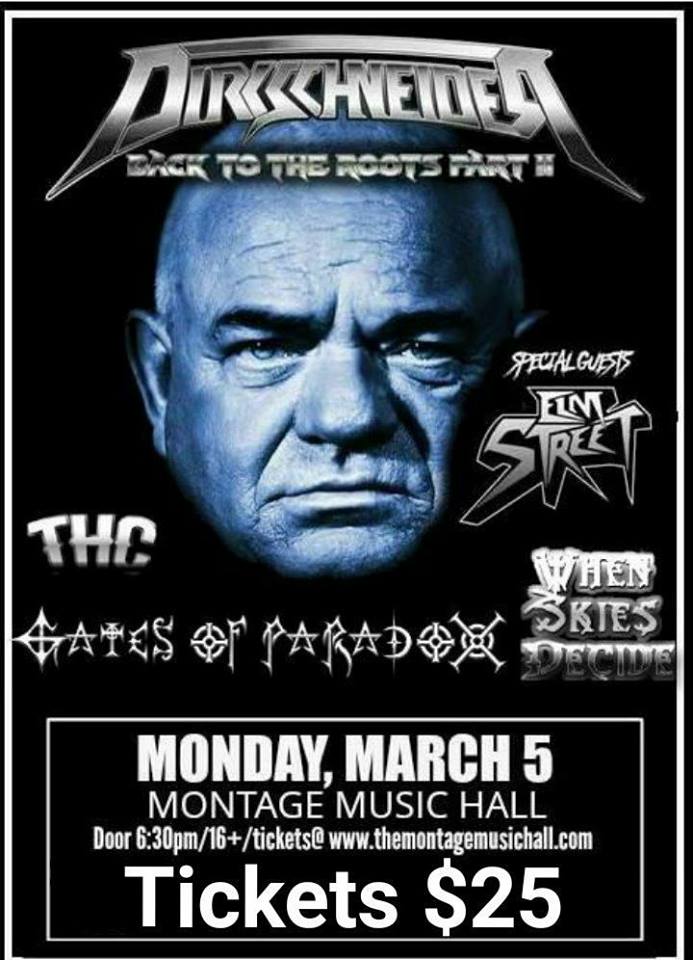 DIRKSCHNEIDER
BACK TO THE ROOTS PART II
SPECIAL GUESTS
ELM
STREET
THC
WHEN
SKIES
DECIDE
GATES OF PARADOX
MONDAY, MARCH 5
MONTAGE MUSIC HALL
Door 6:30pm/16+/tickets@ www.themontagemusichall.com
Tickets $25